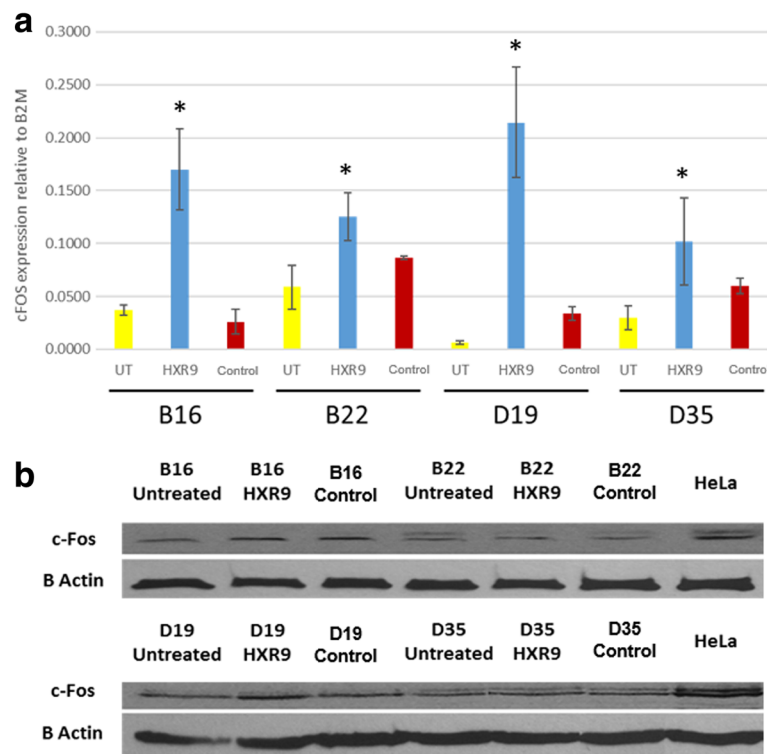 a
cFOS expression relative to B2M
0.3000
0.2500
0.2000
0.1500
0.1000
0.0500
0.0000
* * * *
UT HXR9 Control UT HXR9 Control UT HXR9 Control UT HXR9 Contro
B16 B22 D19 D35
b
B16 Untreated B16 HXR9 B16 Control B22 Untreated B22 HXR9 B22 Control HeLa
c-Fos
B Actin
D19 Untreated D19 HXR9 D19 Control D35 Untreated D35 HXR9 D35 Control HeLa
c-Fos
B Actin